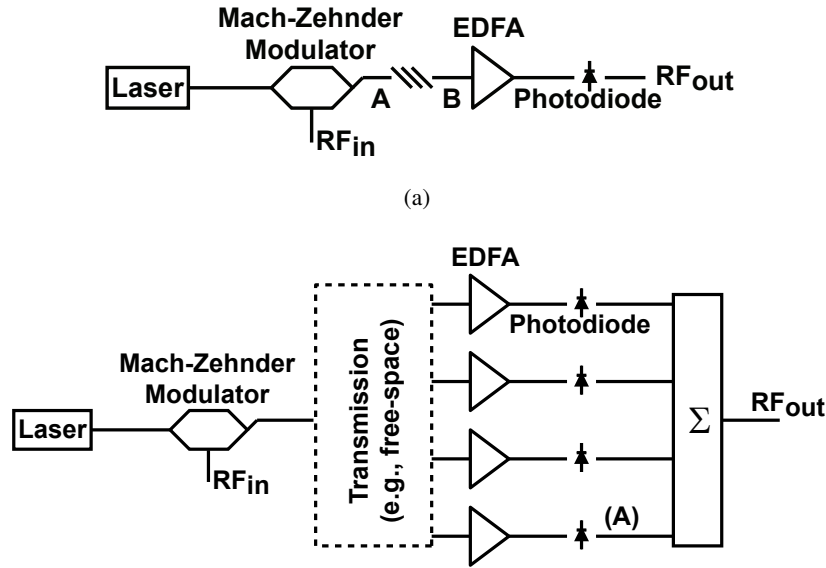 Mach-Zehnder
Modulator
EDFA
Laser
A
B
Photodiode
RFout
RFin
(a)
EDFA
Photodiode
Mach-Zehnder
Modulator
Transmission
(e.g., free-space)
Laser
RFin
Σ
RFout
(A)